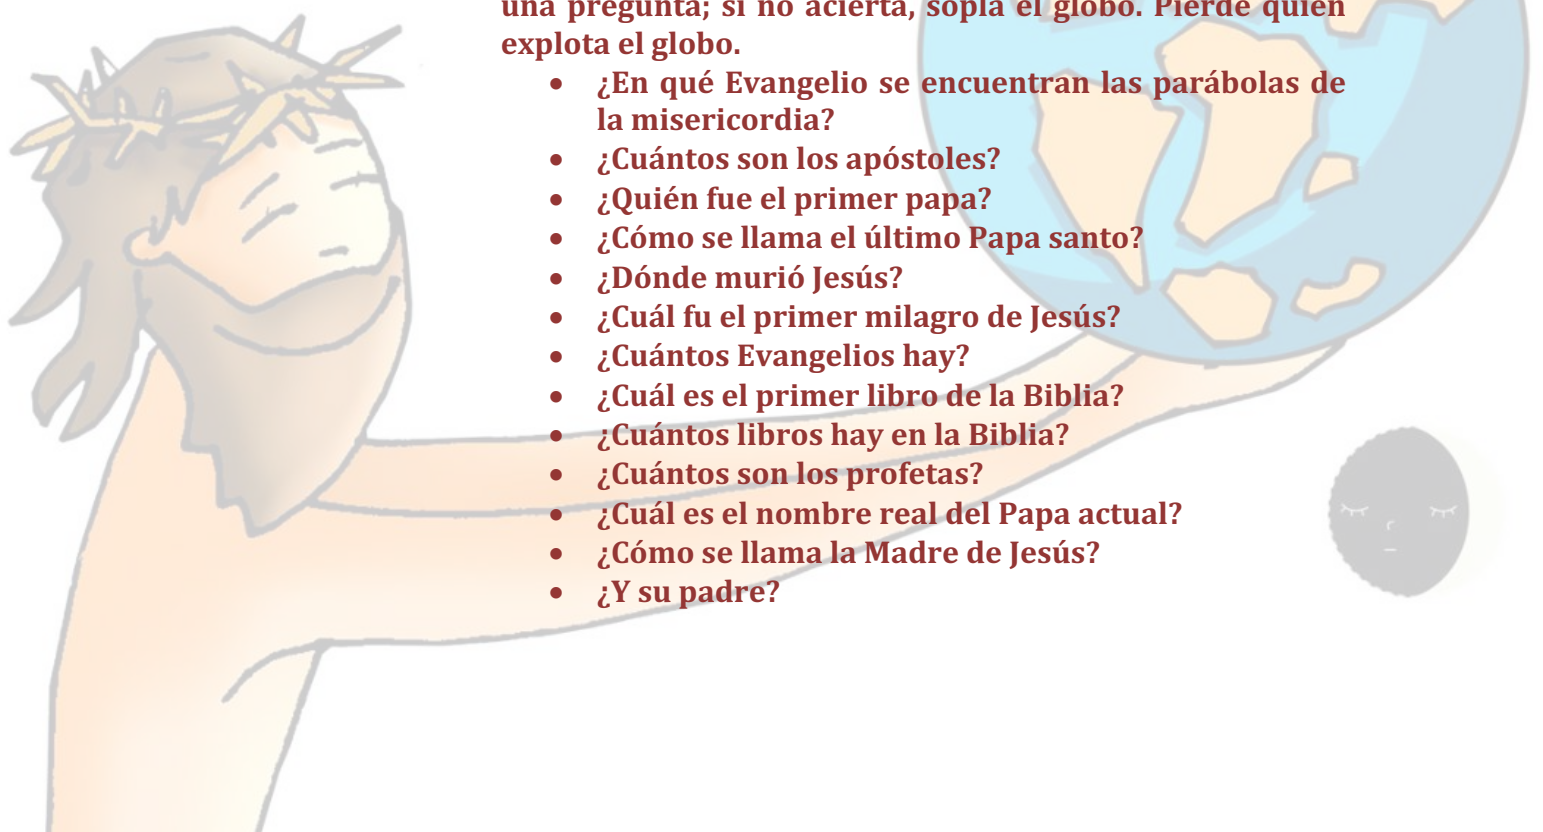 una pregunta; si no acierta, sopla el globo. Pierde quien
explota el globo.
• ¿En qué Evangelio se encuentran las parábolas de
la misericordia?
• ¿Cuántos son los apóstoles?
• ¿Quién fue el primer papa?
• ¿Cómo se llama el último Papa santo?
• ¿Dónde murió Jesús?
• ¿Cuál fu el primer milagro de Jesús?
• ¿Cuántos Evangelios hay?
• ¿Cuál es el primer libro de la Biblia?
• ¿Cuántos libros hay en la Biblia?
• ¿Cuántos son los profetas?
• ¿Cuál es el nombre real del Papa actual?
• ¿Cómo se llama la Madre de Jesús?
• ¿Y su padre?